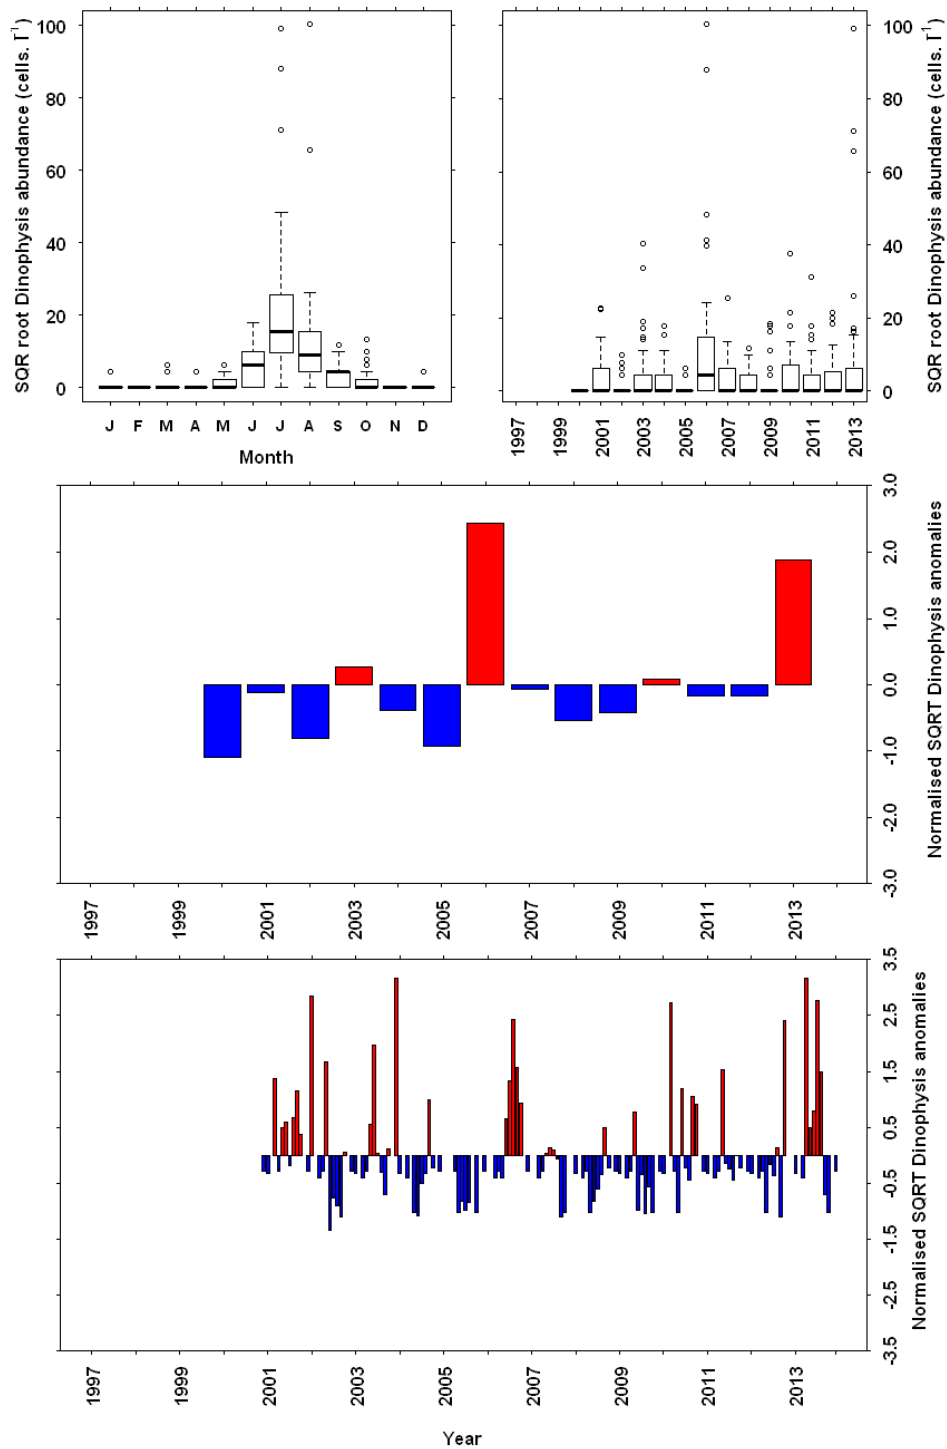 SQR root Dinophysis abundance (cells. l⁻¹)
100
80
60
40
20
0
J F M A M J J A S O N D
Month
100
80
60
40
20
0
SQR root Dinophysis abundance (cells. l⁻¹)
1997 1999 2001 2003 2005 2007 2009 2011 2013
3.0
2.0
1.0
0.0
-1.0
-2.0
-3.0
Normalised SQRT Dinophysis anomalies
1997 1999 2001 2003 2005 2007 2009 2011 2013
3.5
2.5
1.5
0.5
-0.5
-1.5
-2.5
-3.5
Normalised SQRT Dinophysis anomalies
1997 1999 2001 2003 2005 2007 2009 2011 2013
Year